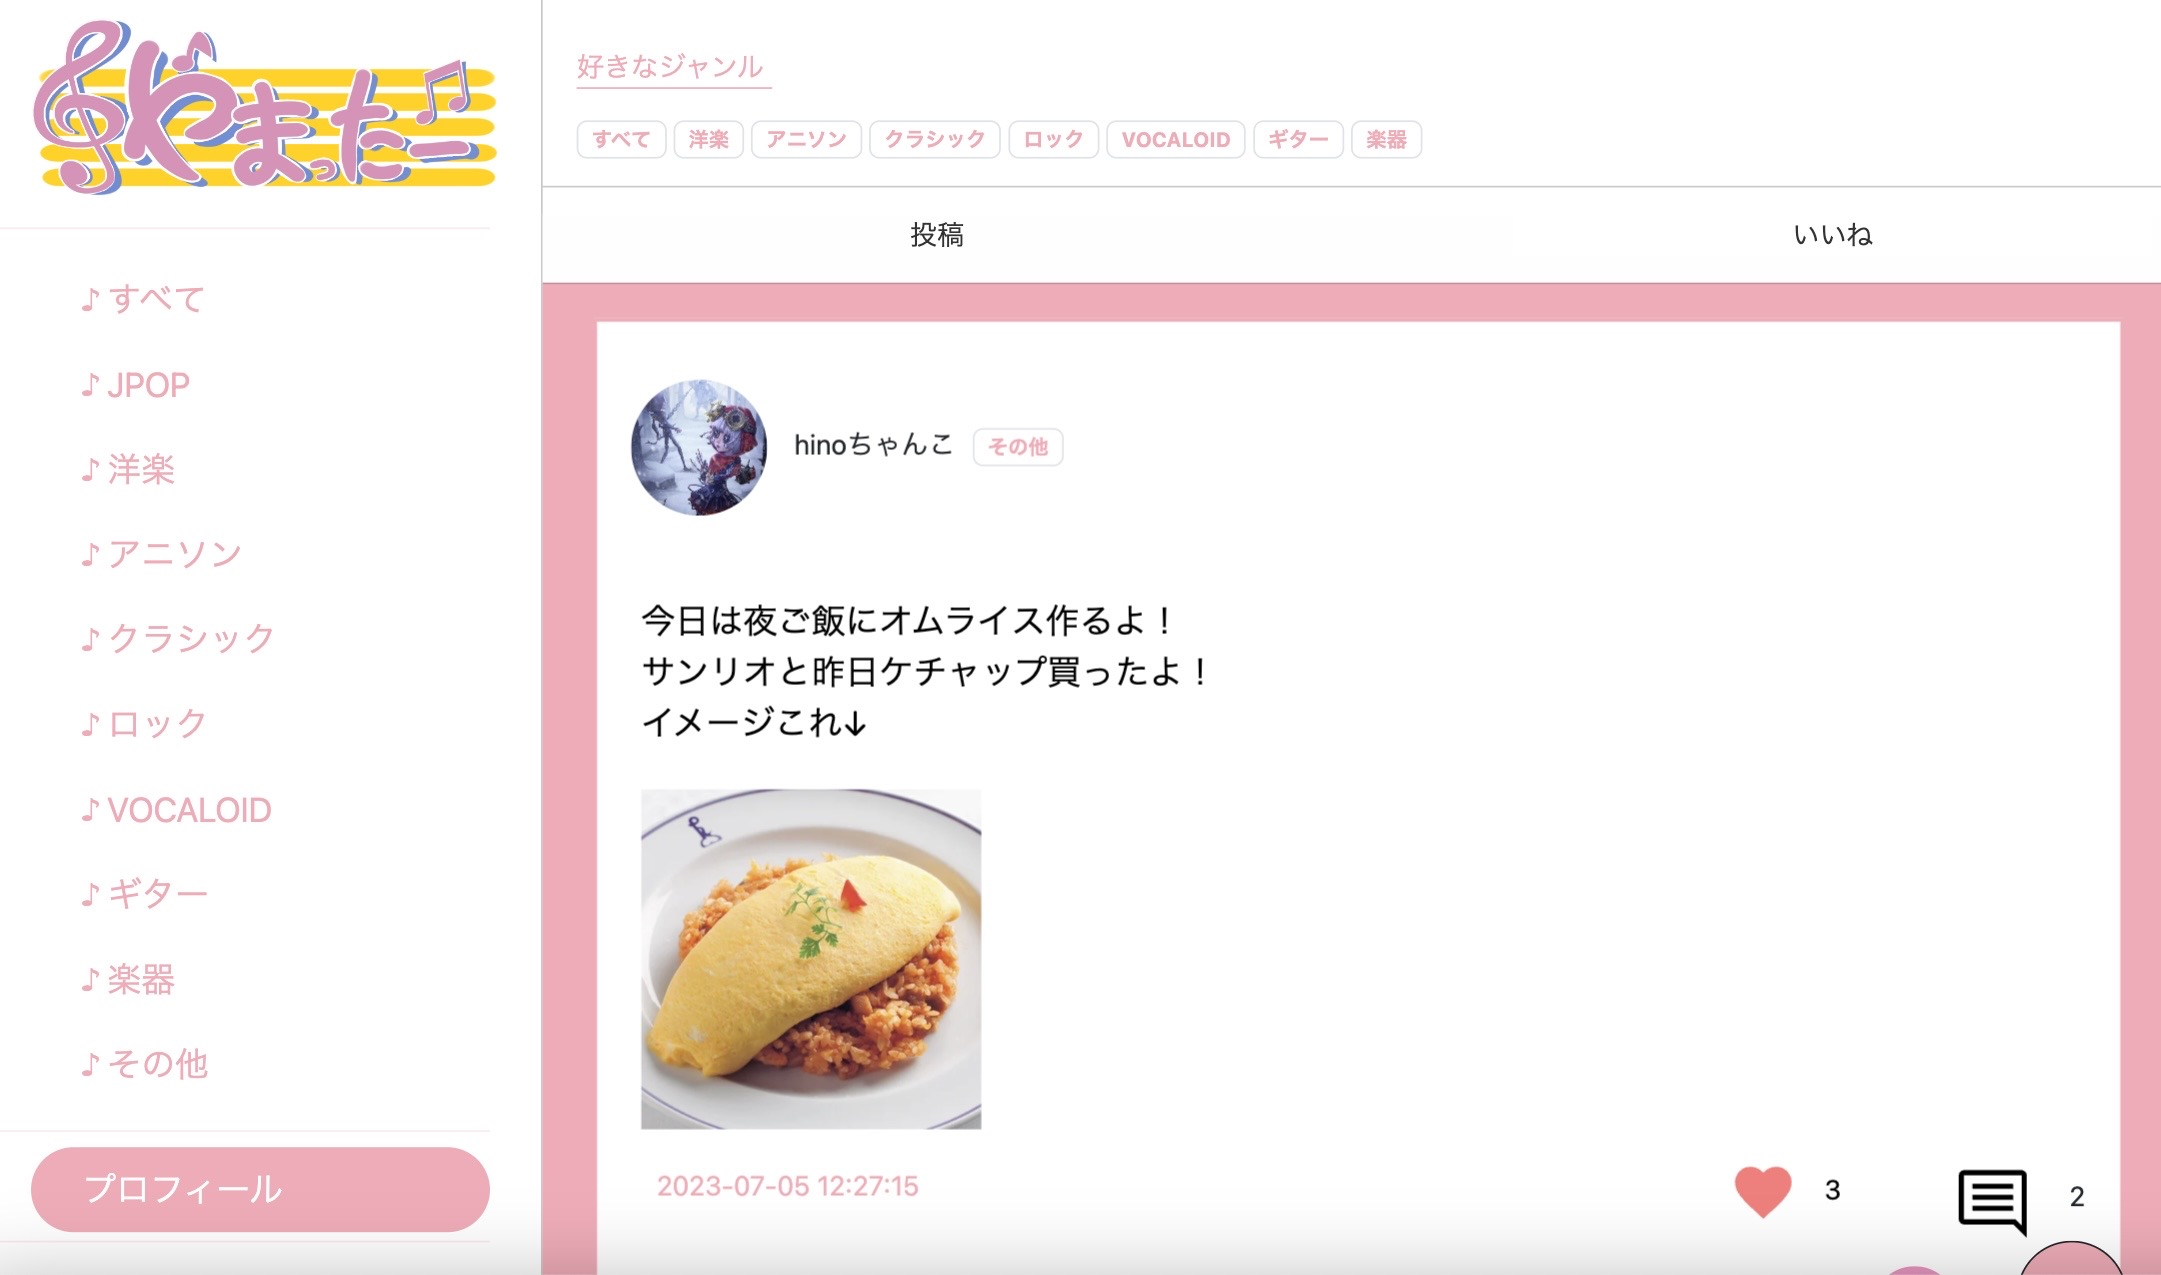 やまったー
♪すべて
♪JPOP
♪洋楽
♪アニソン
♪クラシック
♪ロック
♪VOCALOID
♪ギター
♪楽器
♪その他
プロフィール
好きなジャンル
すべて 洋楽 アニソン クラシック ロック VOCALOID ギター 楽器
投稿 いいね
hinoちゃんこ その他
今日は夜ご飯にオムライス作るよ！
サンリオと昨日ケチャップ買ったよ！
イメージこれ↓
2023-07-05 12:27:15 3 2